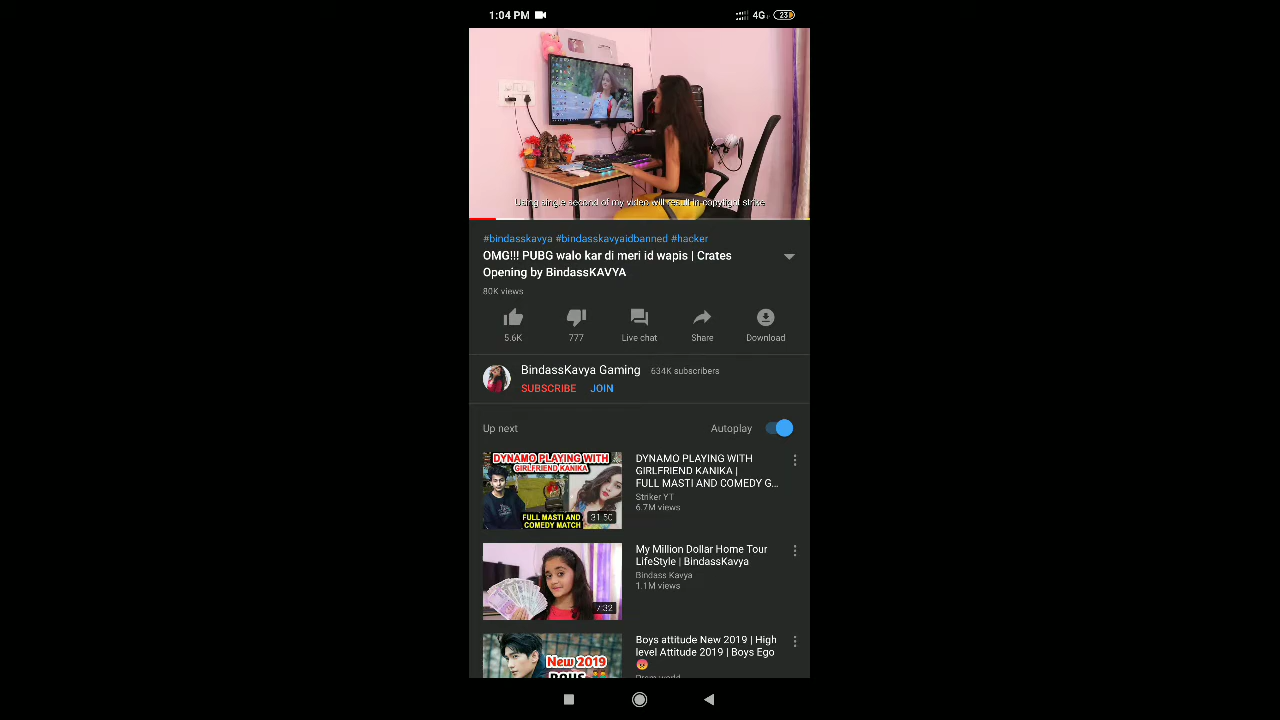 1:04 PM
4G+
23
Using single second of my video will result in copyright strike
#bindasskavya #bindasskavyaidbanned #hacker
OMG!!! PUBG walo kar di meri id wapis | Crates
Opening by BindassKAVYA
80K views
5.6K
777
Live chat
Share
Download
BindassKavya Gaming 634K subscribers
SUBSCRIBE JOIN
Up next
Autoplay
DYNAMO PLAYING WITH
GIRLFRIEND KANIKA
FULL MASTI AND
COMEDY MATCH
31:50
DYNAMO PLAYING WITH
GIRLFRIEND KANIKA |
FULL MASTI AND COMEDY G...
Striker YT
6.7M views
7:32
My Million Dollar Home Tour
LifeStyle | BindassKavya
Bindass Kavya
1.1M views
New 2019
Boys attitude New 2019 | High
level Attitude 2019 | Boys Ego
😡